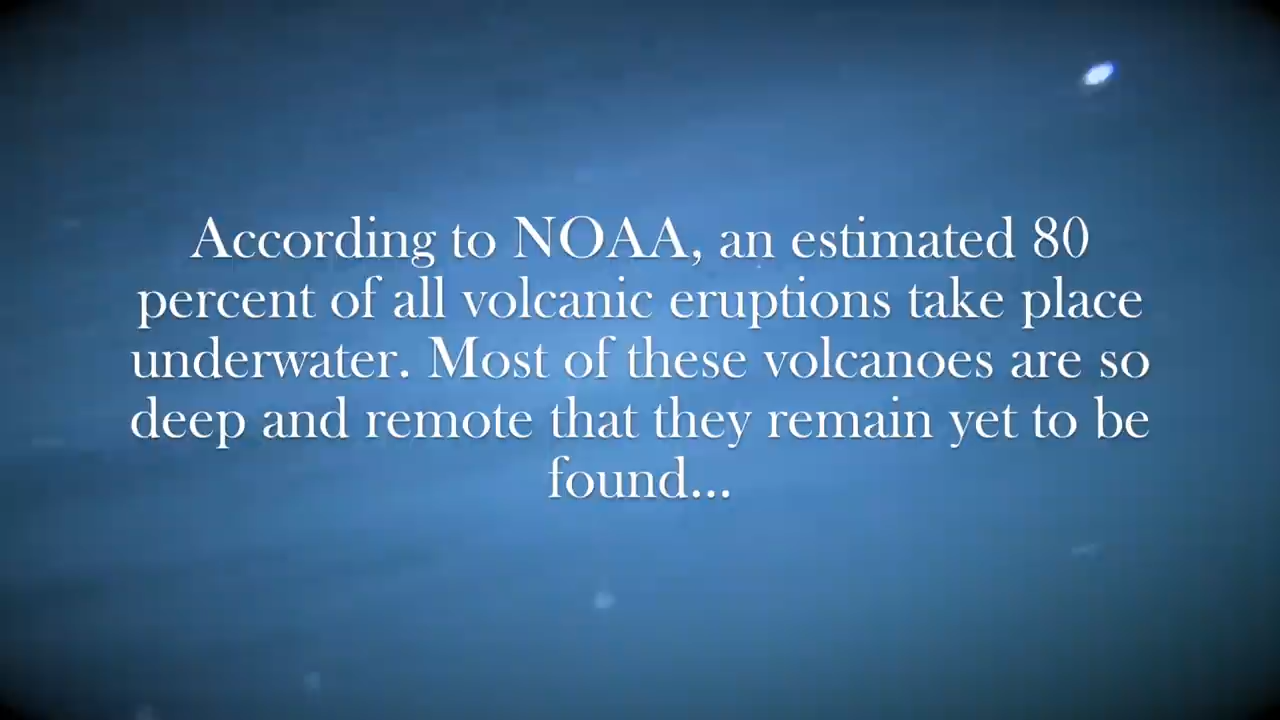 According to NOAA, an estimated 80
percent of all volcanic eruptions take place
underwater. Most of these volcanoes are so
deep and remote that they remain yet to be
found...